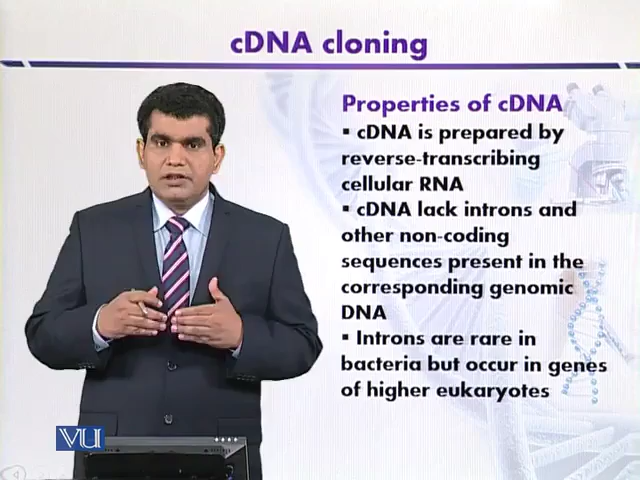 cDNA cloning
Properties of cDNA
▪ cDNA is prepared by
reverse-transcribing
cellular RNA
▪ cDNA lack introns and
other non-coding
sequences present in the
corresponding genomic
DNA
▪ Introns are rare in
bacteria but occur in genes
of higher eukaryotes
VU